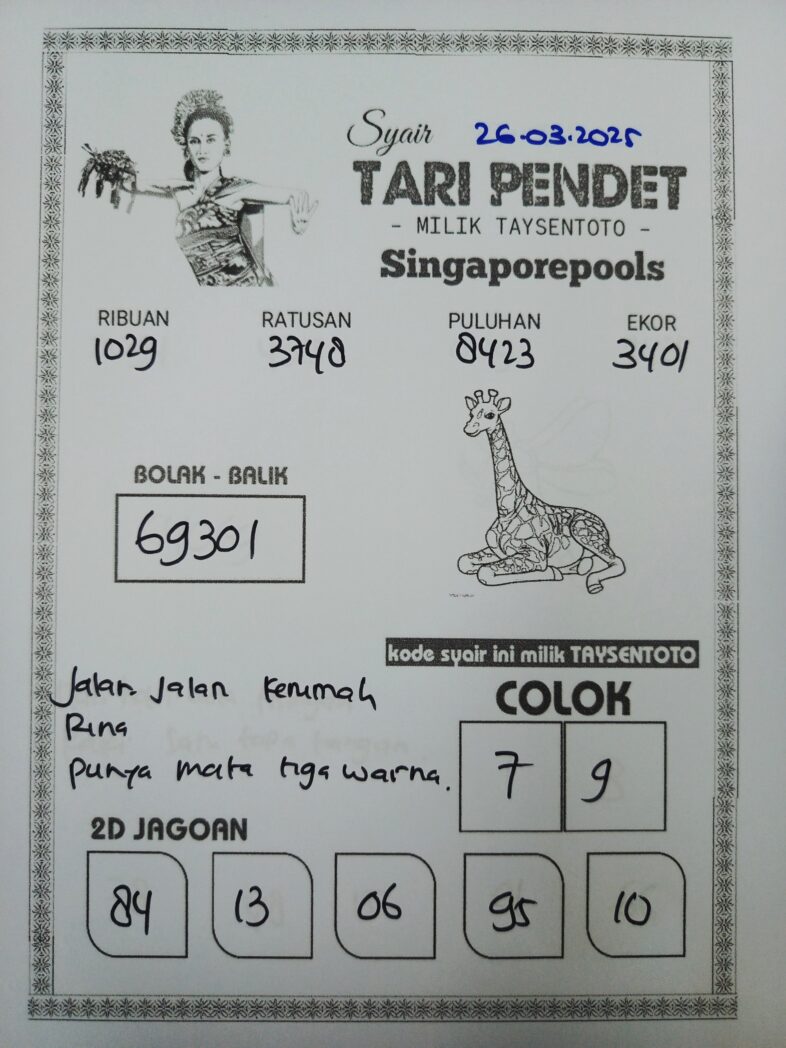 Syair 26.03.2025
TARI PENDET
- MILIK TAYSENTOTO -
Singaporepools
RIBUAN RATUSAN PULUHAN EKOR
1029 3748 8423 3401
BOLAK - BALIK
69301
kode syair ini milik TAYSENTOTO
Jalan Jalan Kerumah
Rina
Punya mata tiga warna.
COLOK
7 9
2D JAGOAN
84 13 06 95 10